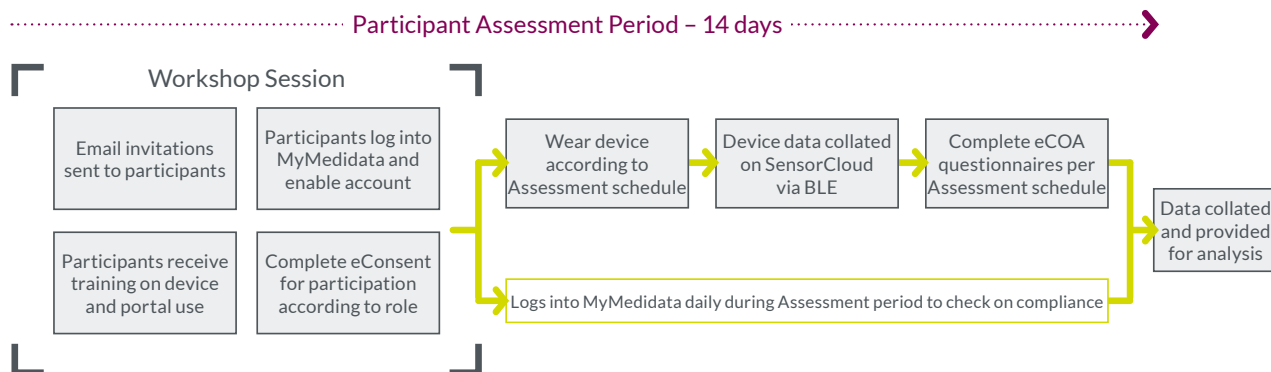 Participant Assessment Period – 14 days
Workshop Session
Email invitations
sent to participants
Participants log into
MyMedidata and
enable account
Participants receive
training on device
and portal use
Complete eConsent
for participation
according to role
Wear device
according to
Assessment schedule
Device data collated
on SensorCloud
via BLE
Complete eCOA
questionnaires per
Assessment schedule
Logs into MyMedidata daily during Assessment period to check on compliance
Data collated
and provided
for analysis